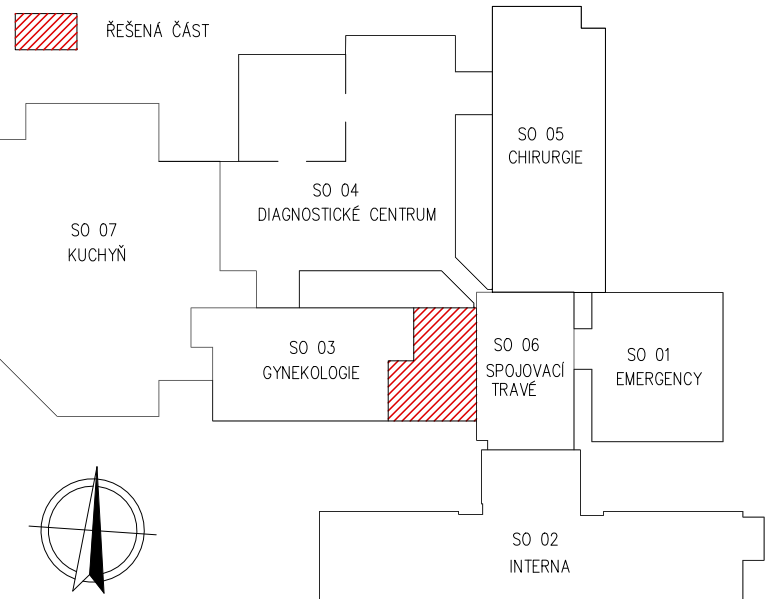 ŘEŠENÁ ČÁST
SO 05
CHIRURGIE
SO 04
DIAGNOSTICKÉ CENTRUM
SO 07
KUCHYŇ
SO 03
GYNEKOLOGIE
SO 06
SPOJOVACÍ
TRAVÉ
SO 01
EMERGENCY
SO 02
INTERNA